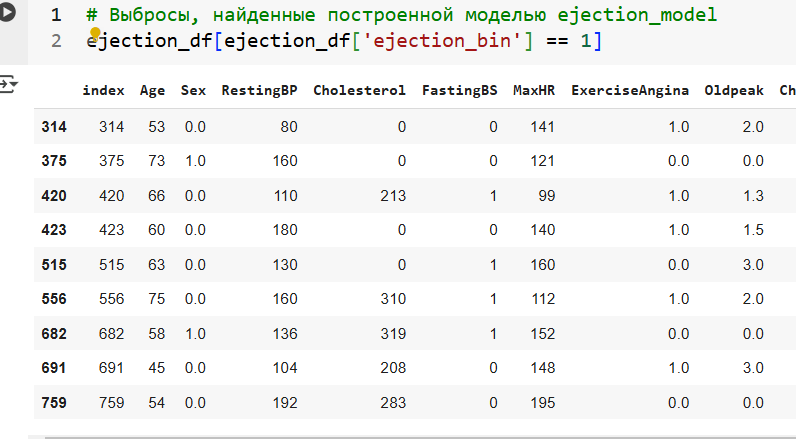 1 # Выбросы, найденные построенной моделью ejection_model
2 ejection_df[ejection_df['ejection_bin'] == 1]
index Age Sex RestingBP Cholesterol FastingBS MaxHR ExerciseAngina Oldpeak Ch
314 314 53 0.0 80 0 0 141 1.0 2.0
375 375 73 1.0 160 0 0 121 0.0 0.0
420 420 66 0.0 110 213 1 99 1.0 1.3
423 423 60 0.0 180 0 0 140 1.0 1.5
515 515 63 0.0 130 0 1 160 0.0 3.0
556 556 75 0.0 160 310 1 112 1.0 2.0
682 682 58 1.0 136 319 1 152 0.0 0.0
691 691 45 0.0 104 208 0 148 1.0 3.0
759 759 54 0.0 192 283 0 195 0.0 0.0